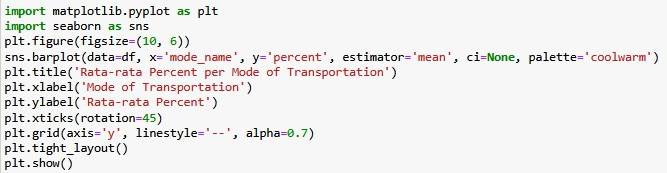 import matplotlib.pyplot as plt
import seaborn as sns
plt.figure(figsize=(10, 6))
sns.barplot(data=df, x='mode_name', y='percent', estimator='mean', ci=None, palette='coolwarm')
plt.title('Rata-rata Percent per Mode of Transportation')
plt.xlabel('Mode of Transportation')
plt.ylabel('Rata-rata Percent')
plt.xticks(rotation=45)
plt.grid(axis='y', linestyle='--', alpha=0.7)
plt.tight_layout()
plt.show()